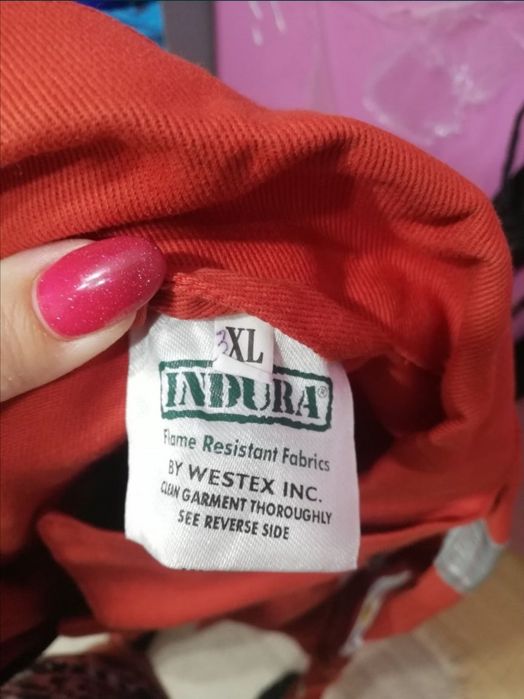 3XL
INDURA®
Flame Resistant Fabrics
BY WESTEX INC.
CLEAN GARMENT THOROUGHLY
SEE REVERSE SIDE